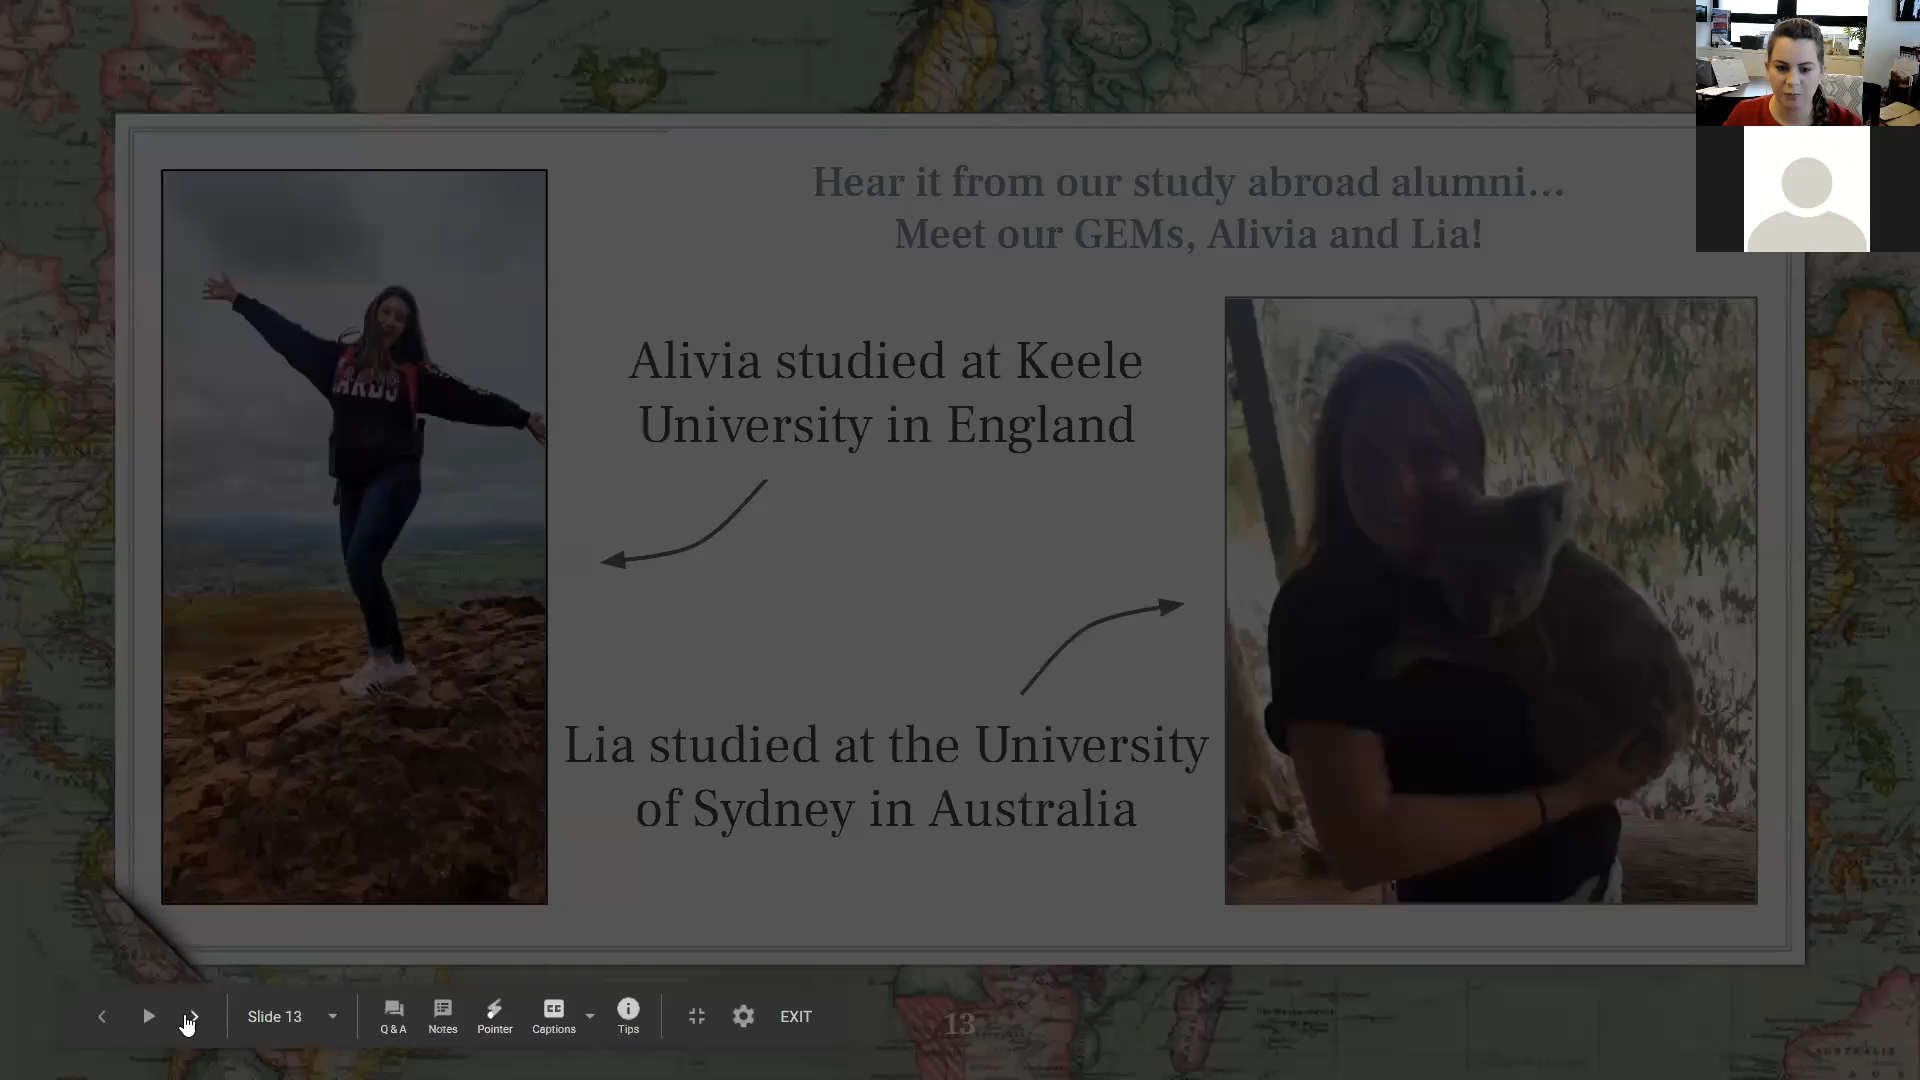 Hear it from our study abroad alumni...
Meet our GEMs, Alivia and Lia!
Alivia studied at Keele
University in England
Lia studied at the University
of Sydney in Australia
Slide 13
Q & A
Notes
Pointer
Captions
Tips
EXIT
13